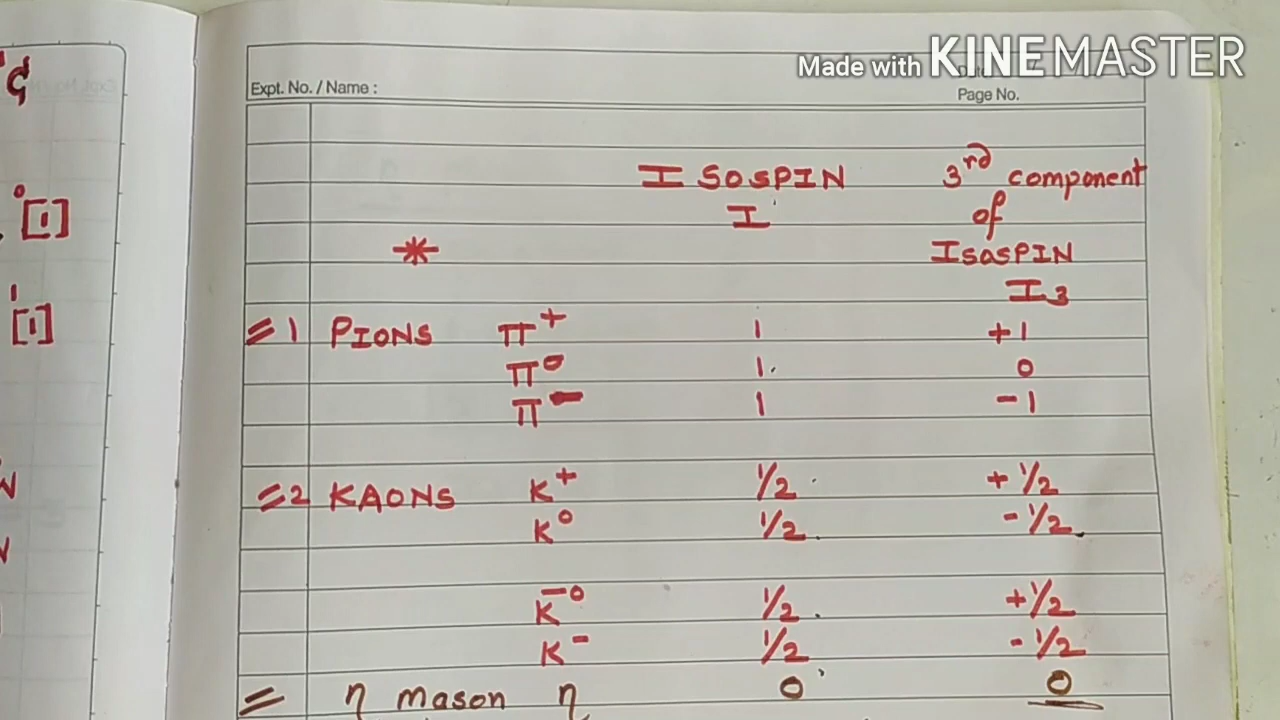 Made with KINEMASTER
Expt. No. / Name :
Page No.
ISOSPIN 3rd component
I of
* ISOSPIN
I3
= 1 PIONS π+ 1 +1
π0 1 0
π- 1 -1
= 2 KAONS K+ 1/2 +1/2
K0 1/2 -1/2
K̄0 1/2 +1/2
K- 1/2 -1/2
= η mason η 0 0
[1]
[1]